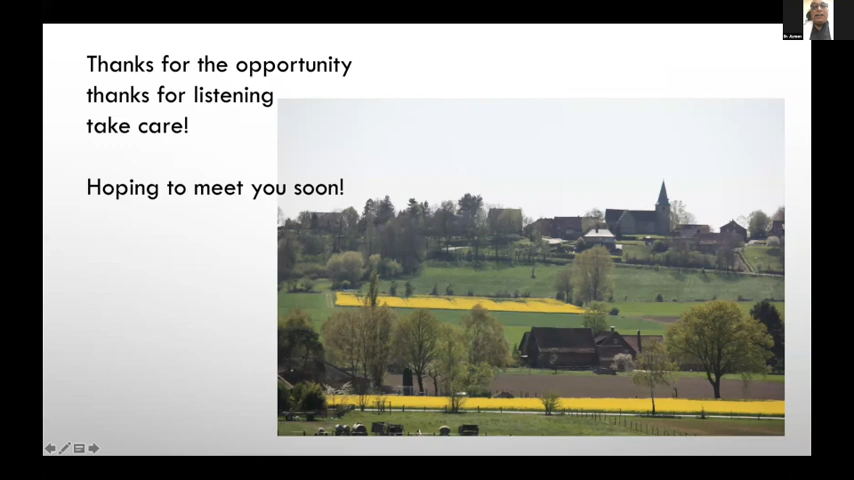 Thanks for the opportunity
thanks for listening
take care!
Hoping to meet you soon!